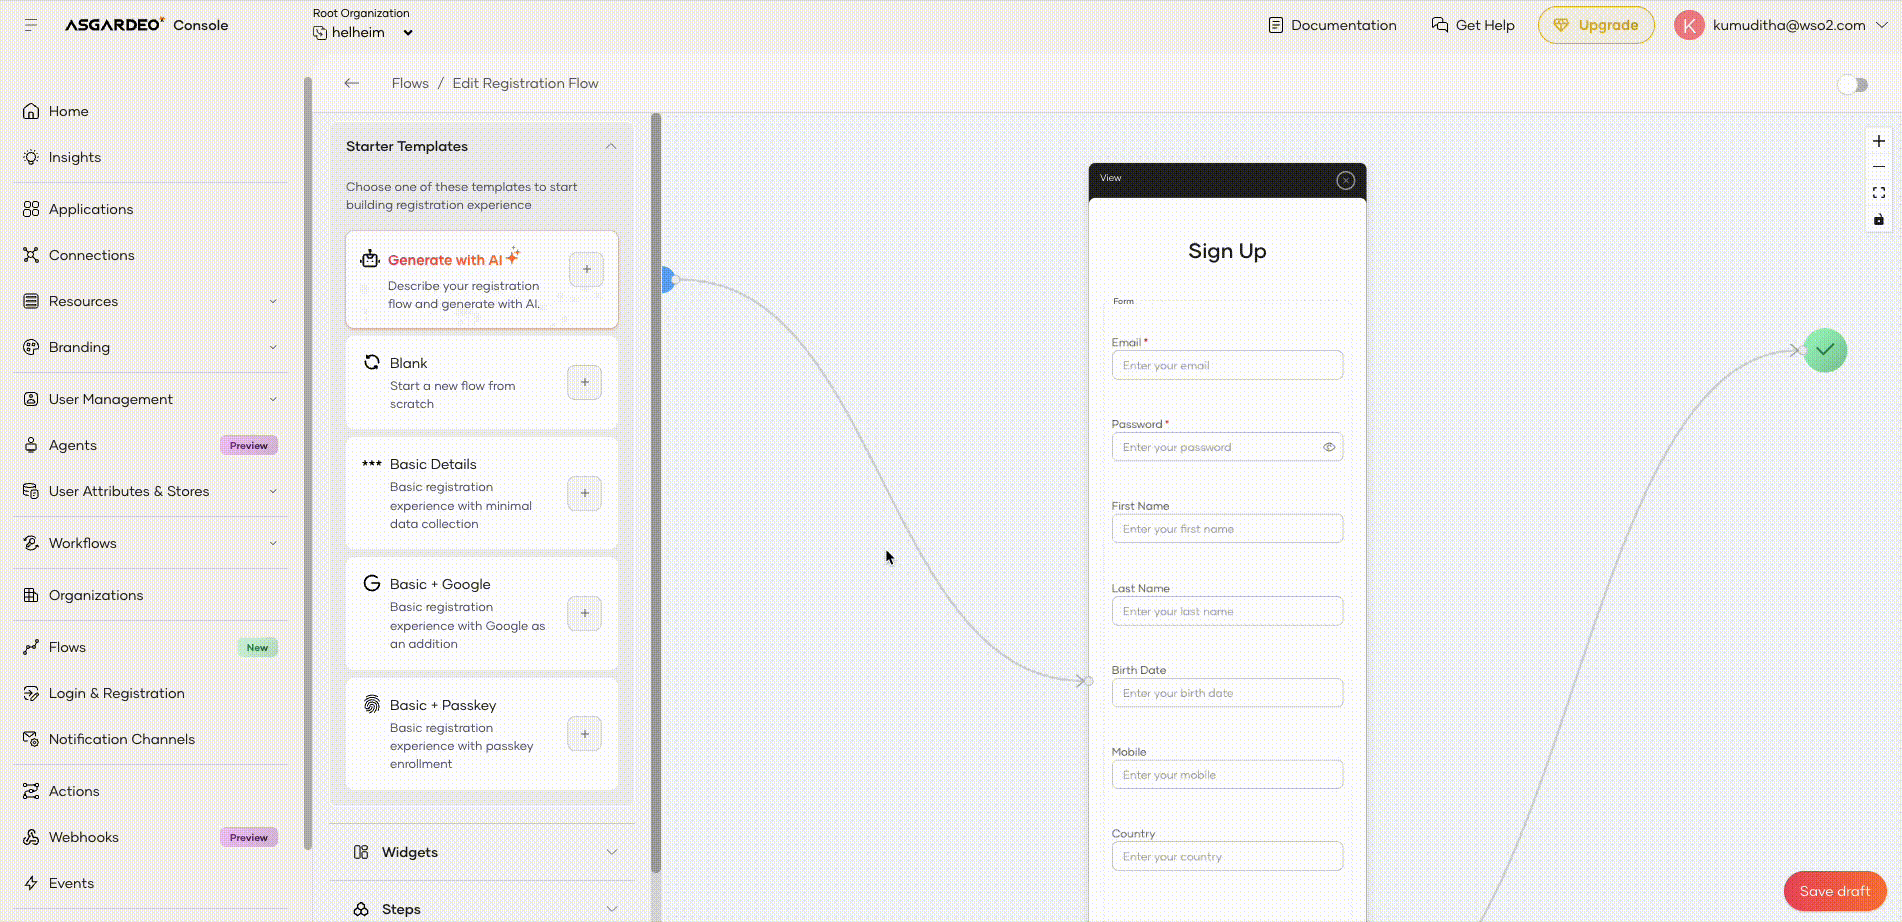 ASGARDEO Console
Root Organization
helheim
Documentation
Get Help
Upgrade
K
kumuditha@wso2.com
Home
Insights
Applications
Connections
Resources
Branding
User Management
Agents Preview
User Attributes & Stores
Workflows
Organizations
Flows New
Login & Registration
Notification Channels
Actions
Webhooks Preview
Events
Flows / Edit Registration Flow
Starter Templates
Choose one of these templates to start
building registration experience
Generate with AI
Describe your registration
flow and generate with AI.
Blank
Start a new flow from
scratch
Basic Details
Basic registration
experience with minimal
data collection
Basic + Google
Basic registration
experience with Google as
an addition
Basic + Passkey
Basic registration
experience with passkey
enrollment
Widgets
Steps
View
Sign Up
Form
Email *
Enter your email
Password *
Enter your password
First Name
Enter your first name
Last Name
Enter your last name
Birth Date
Enter your birth date
Mobile
Enter your mobile
Country
Enter your country
Save draft